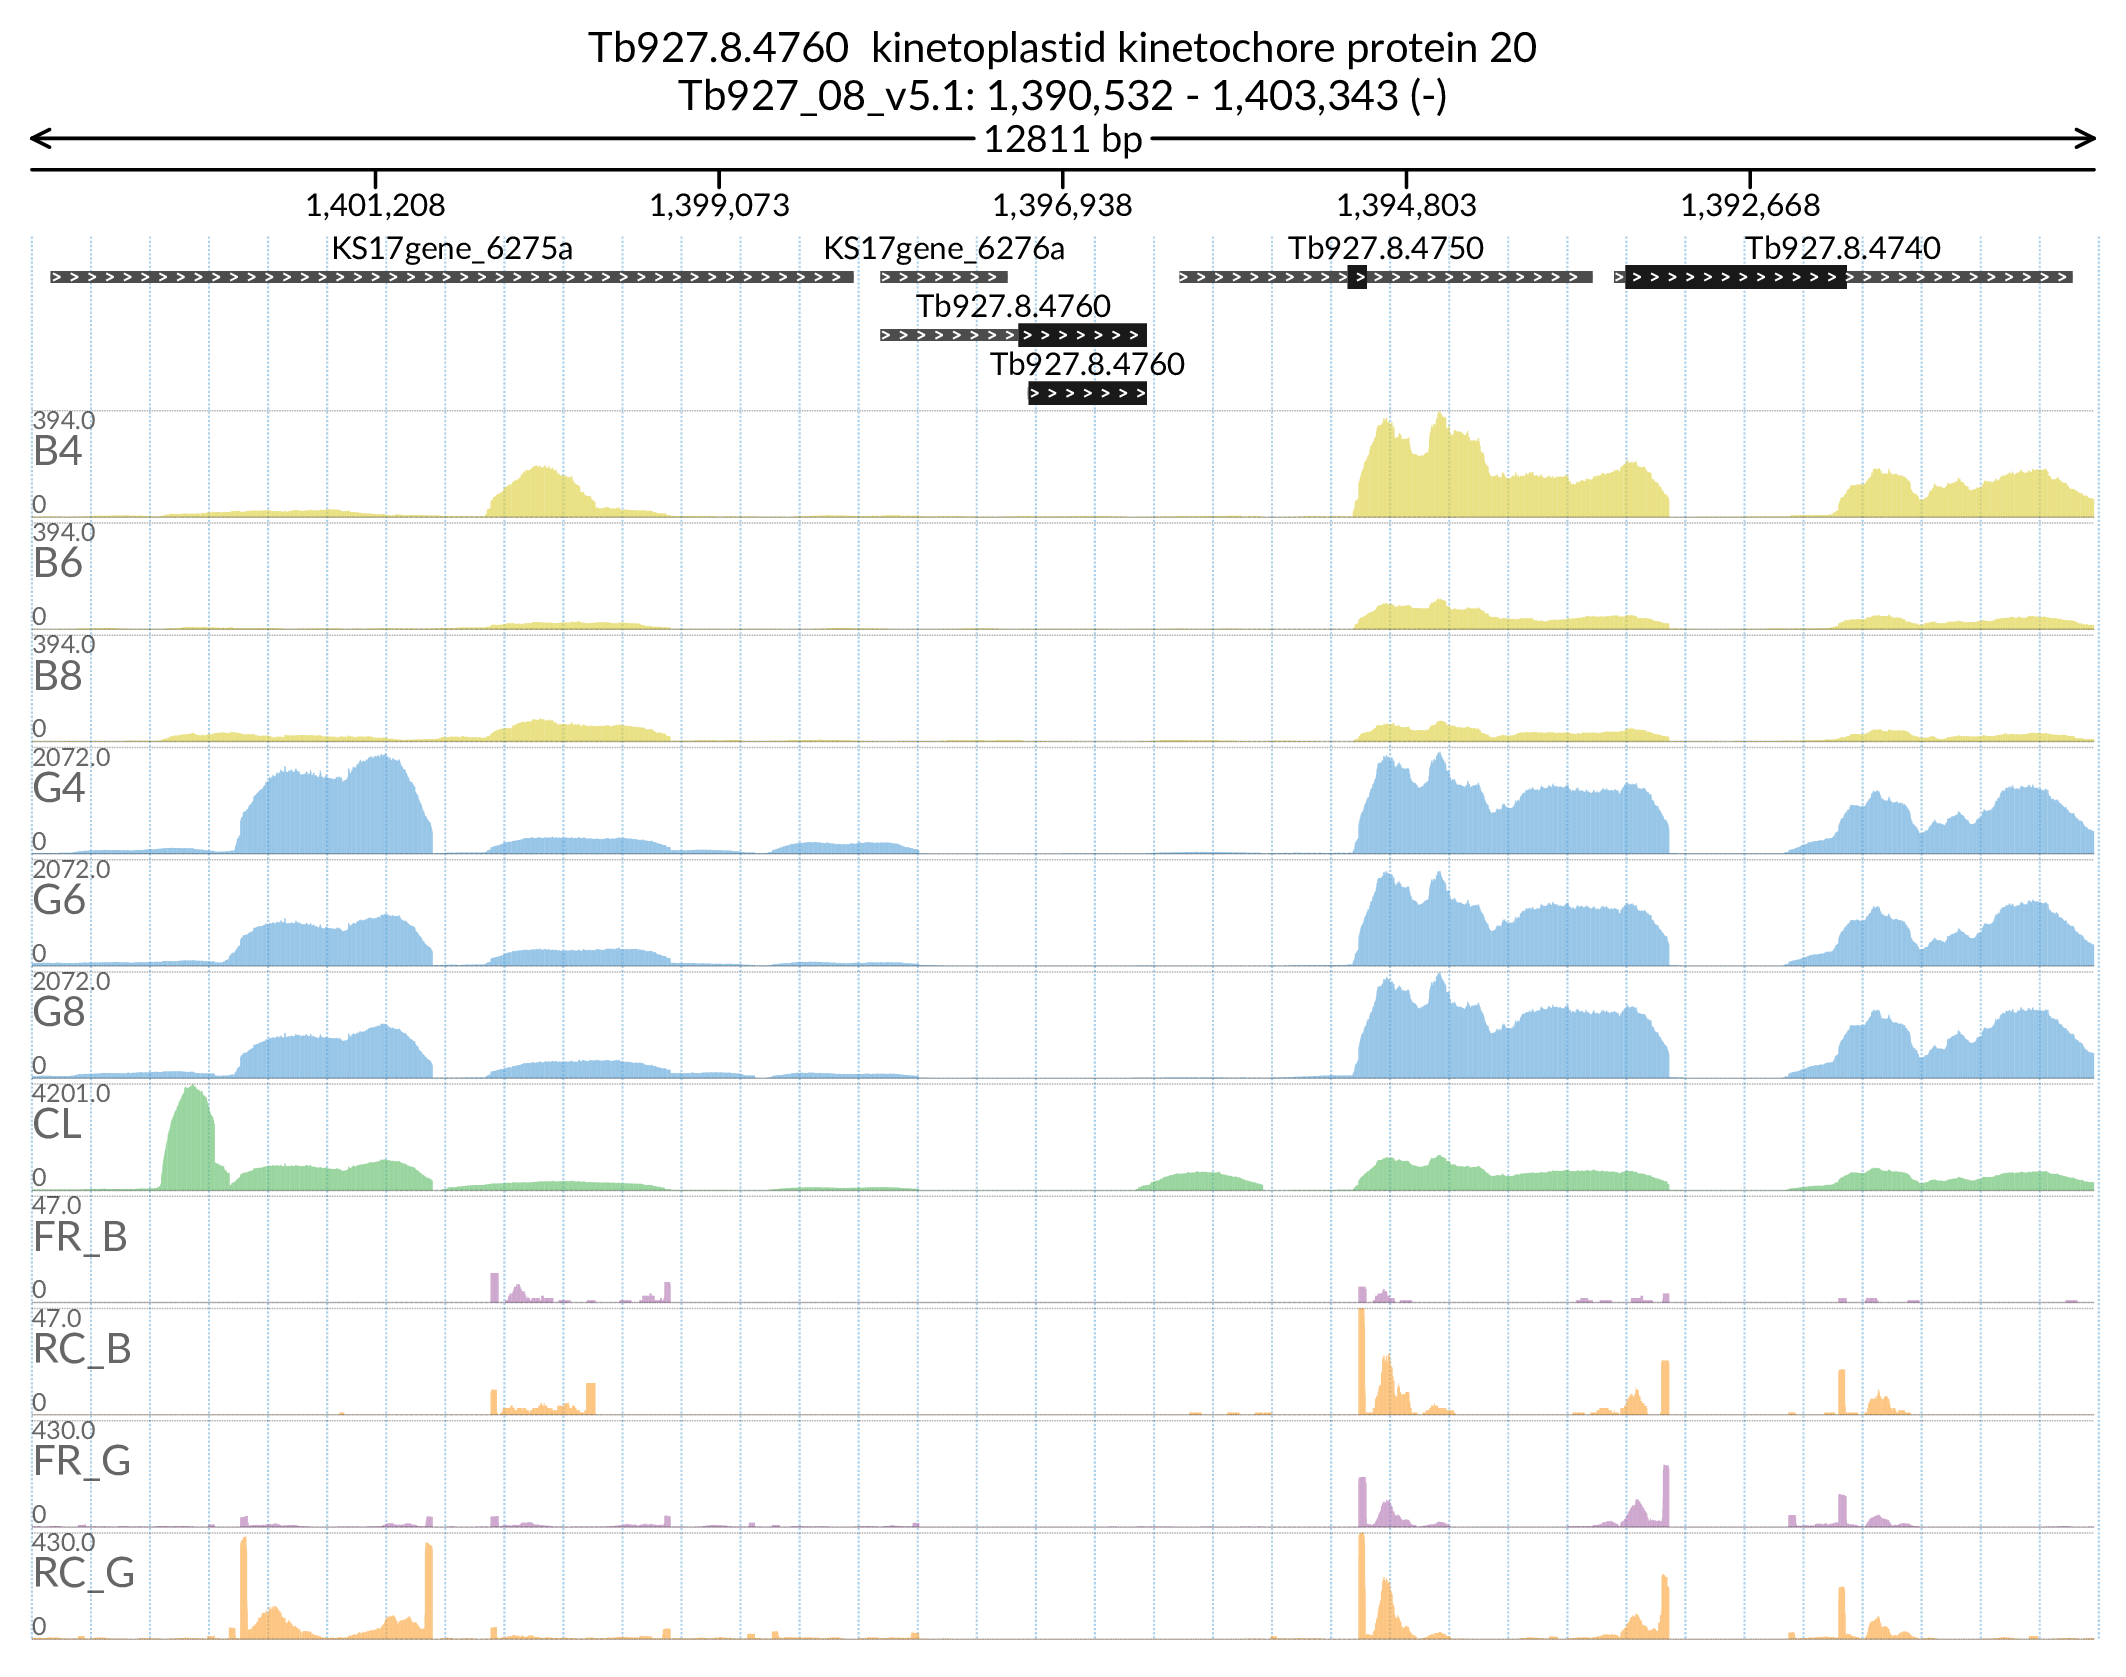 Tb927.8.4760  kinetoplastid kinetochore protein 20
Tb927_08_v5.1: 1,390,532 - 1,403,343 (-)
12811 bp
1,401,208 1,399,073 1,396,938 1,394,803 1,392,668
KS17gene_6275a KS17gene_6276a Tb927.8.4750 Tb927.8.4740
Tb927.8.4760
Tb927.8.4760
394.0
B4
0
394.0
B6
0
394.0
B8
0
2072.0
G4
0
2072.0
G6
0
2072.0
G8
0
4201.0
CL
0
47.0
FR_B
0
47.0
RC_B
0
430.0
FR_G
0
430.0
RC_G
0